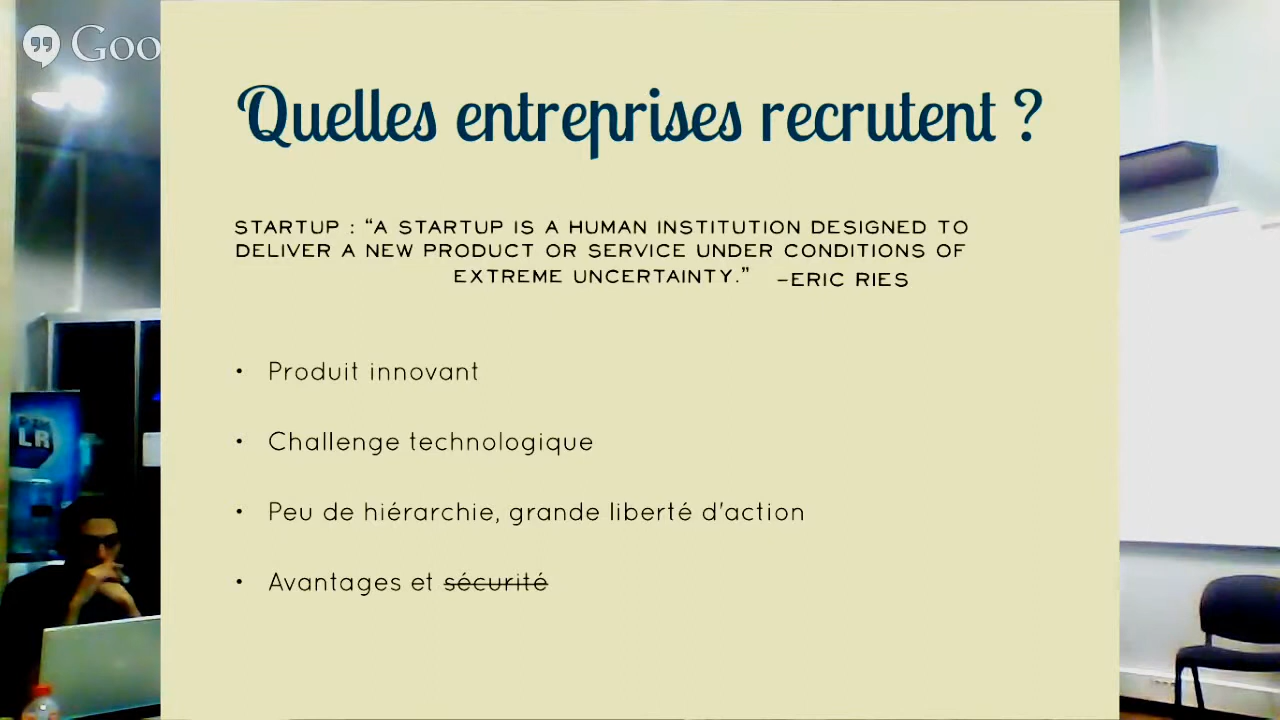 Goo
Quelles entreprises recrutent ?
STARTUP : “A STARTUP IS A HUMAN INSTITUTION DESIGNED TO
DELIVER A NEW PRODUCT OR SERVICE UNDER CONDITIONS OF
EXTREME UNCERTAINTY.” –ERIC RIES
• Produit innovant
• Challenge technologique
• Peu de hiérarchie, grande liberté d'action
• Avantages et sécurité
LR